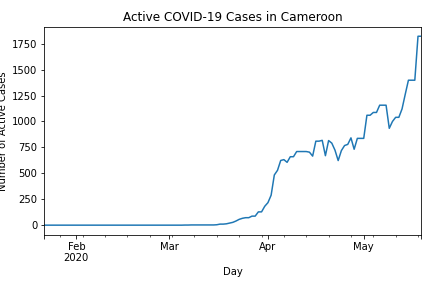 Active COVID-19 Cases in Cameroon
Number of Active Cases
1750
1500
1250
1000
750
500
250
0
Feb
2020
Mar
Apr
May
Day